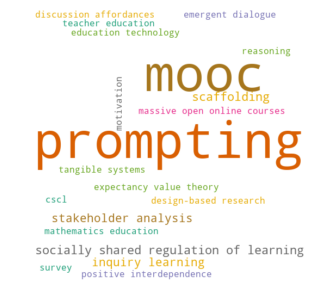 discussion affordances
emergent dialogue
teacher education
education technology
reasoning
mooc
motivation
scaffolding
massive open online courses
prompting
tangible systems
expectancy value theory
cscl
design-based research
stakeholder analysis
mathematics education
socially shared regulation of learning
inquiry learning
survey
positive interdependence